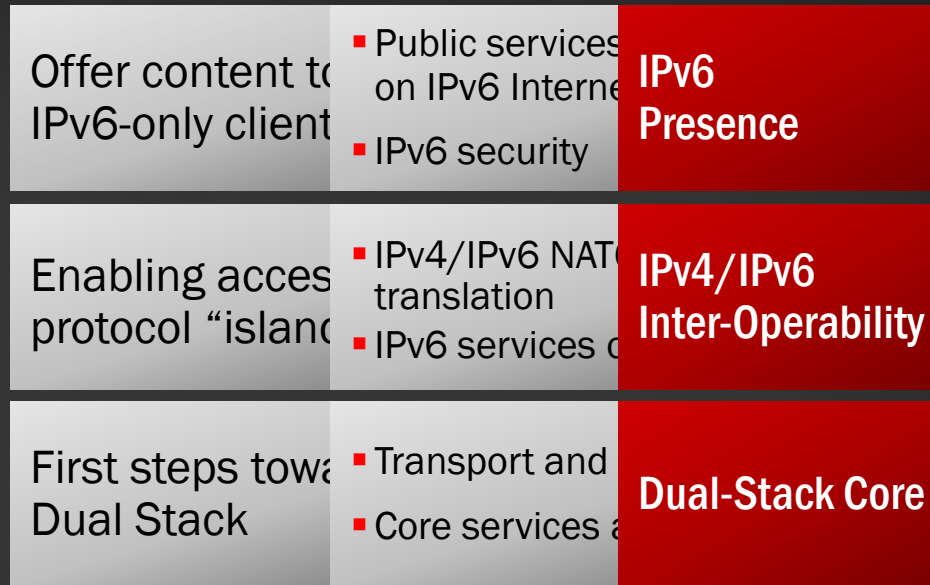 Offer content to
IPv6-only client
Public services
on IPv6 Interne
IPv6 security
IPv6
Presence
Enabling acces
protocol “island
IPv4/IPv6 NAT
translation
IPv6 services
IPv4/IPv6
Inter-Operability
First steps towa
Dual Stack
Transport and
Core services a
Dual-Stack Core